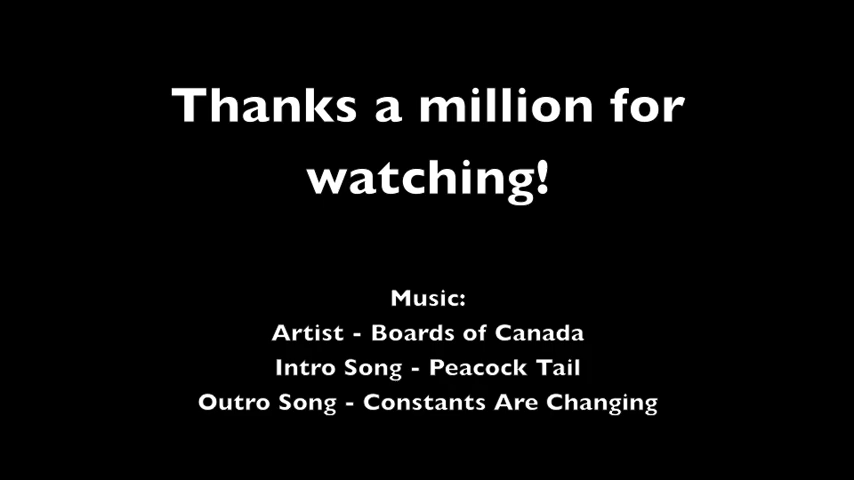 Thanks a million for
watching!
Music:
Artist - Boards of Canada
Intro Song - Peacock Tail
Outro Song - Constants Are Changing